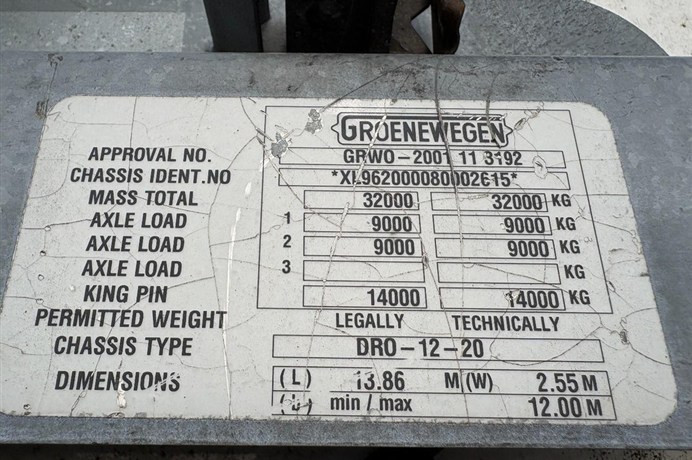 GROENEWEGEN
APPROVAL NO. GRWO-2001 11 3192
CHASSIS IDENT.NO
MASS TOTAL 32000 32000 KG
AXLE LOAD 1 9000 9000 KG
AXLE LOAD 2 9000 9000 KG
AXLE LOAD 3 KG
KING PIN 14000 14000 KG
PERMITTED WEIGHT LEGALLY TECHNICALLY
CHASSIS TYPE DRO-12-20
DIMENSIONS (L) 13.86 M (W) 2.55 M
min / max 12.00 M